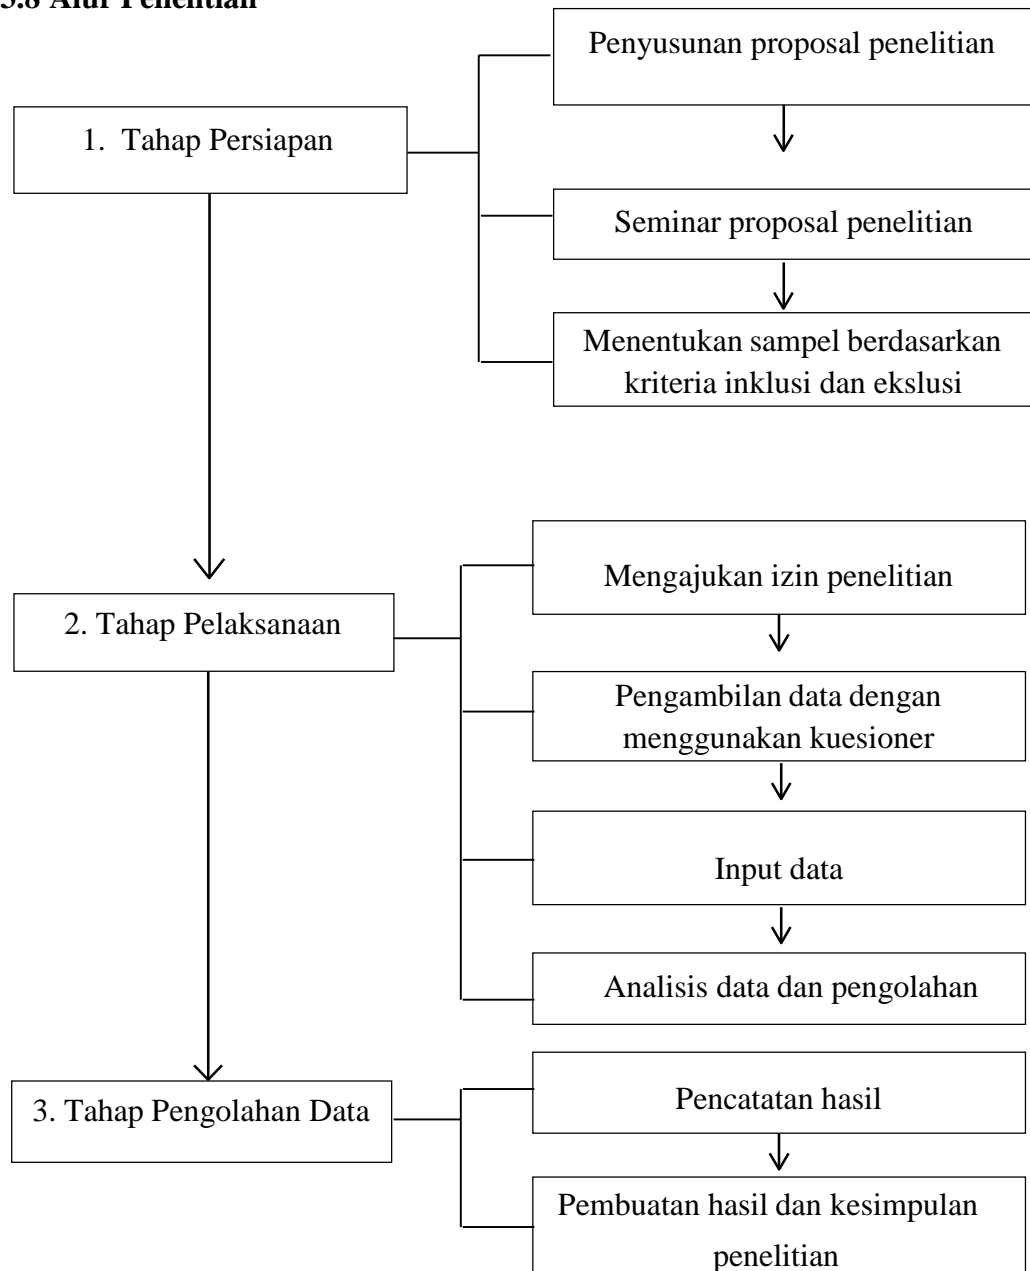 3.8 Alur Penelitian
Penyusunan proposal penelitian
1. Tahap Persiapan
Seminar proposal penelitian
Menentukan sampel berdasarkan
kriteria inklusi dan ekslusi
Mengajukan izin penelitian
2. Tahap Pelaksanaan
Pengambilan data dengan
menggunakan kuesioner
Input data
Analisis data dan pengolahan
3. Tahap Pengolahan Data
Pencatatan hasil
Pembuatan hasil dan kesimpulan
penelitian